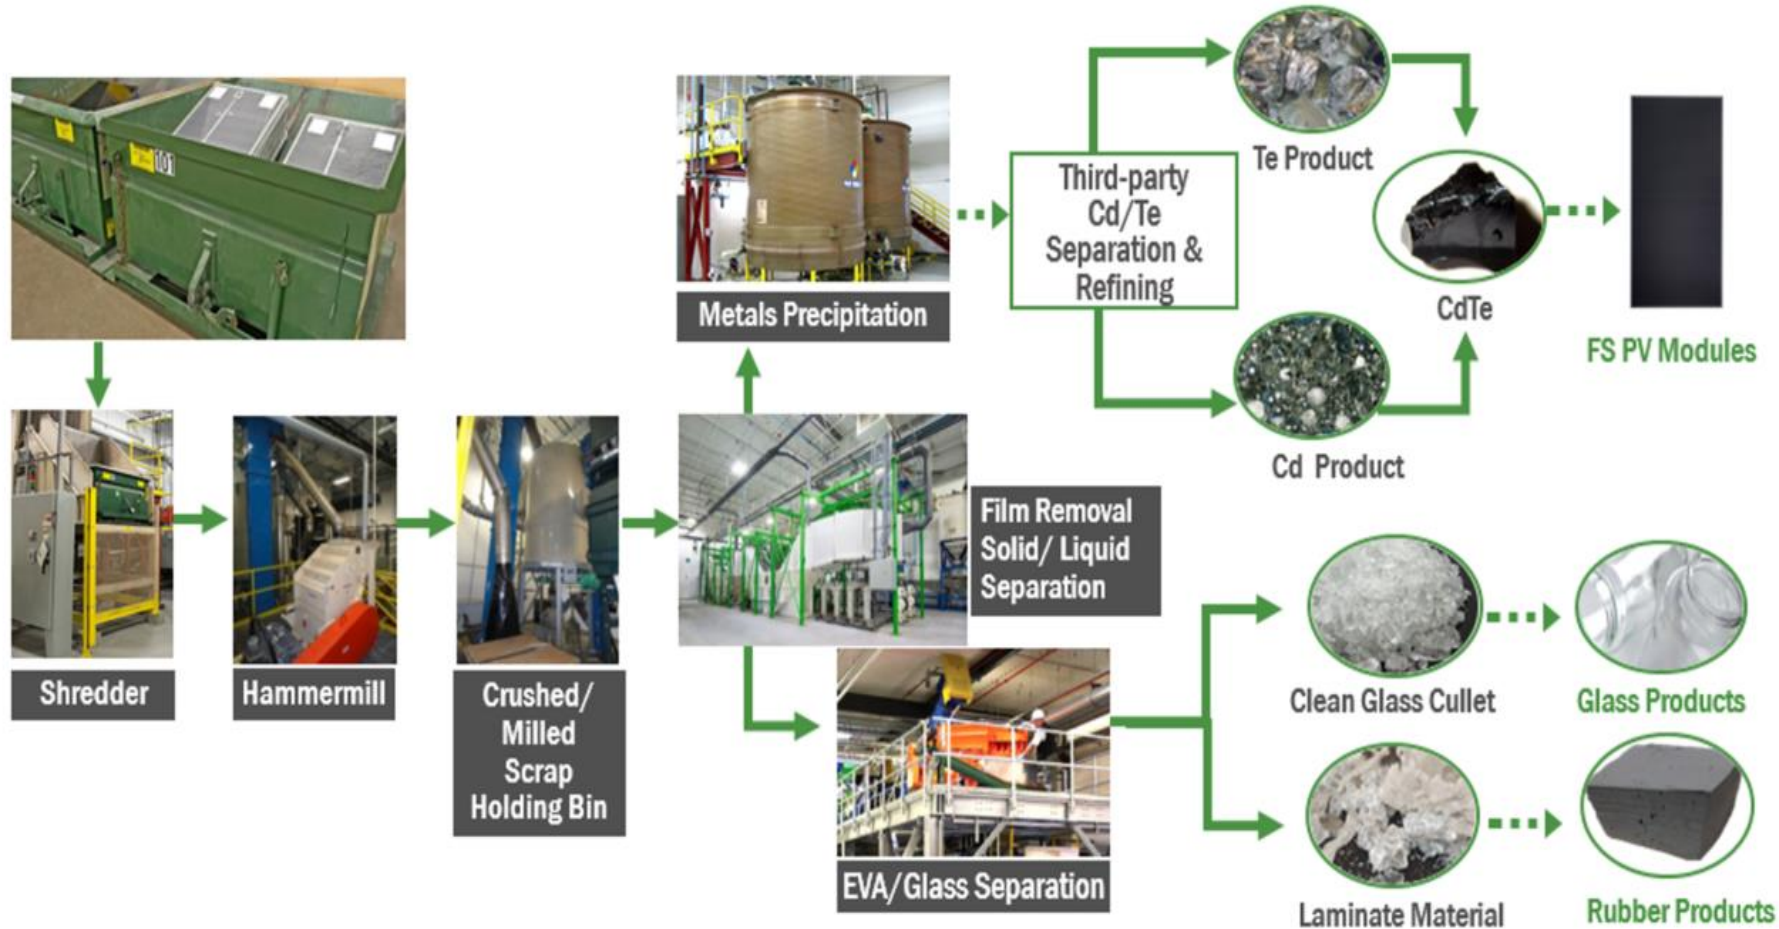 101
Shredder
Hammermill
Crushed/
Milled
Scrap
Holding Bin
Metals Precipitation
Film Removal
Solid/ Liquid
Separation
EVA/Glass Separation
Third-party
Cd/Te
Separation &
Refining
Te Product
Cd Product
CdTe
FS PV Modules
Clean Glass Cullet
Glass Products
Laminate Material
Rubber Products